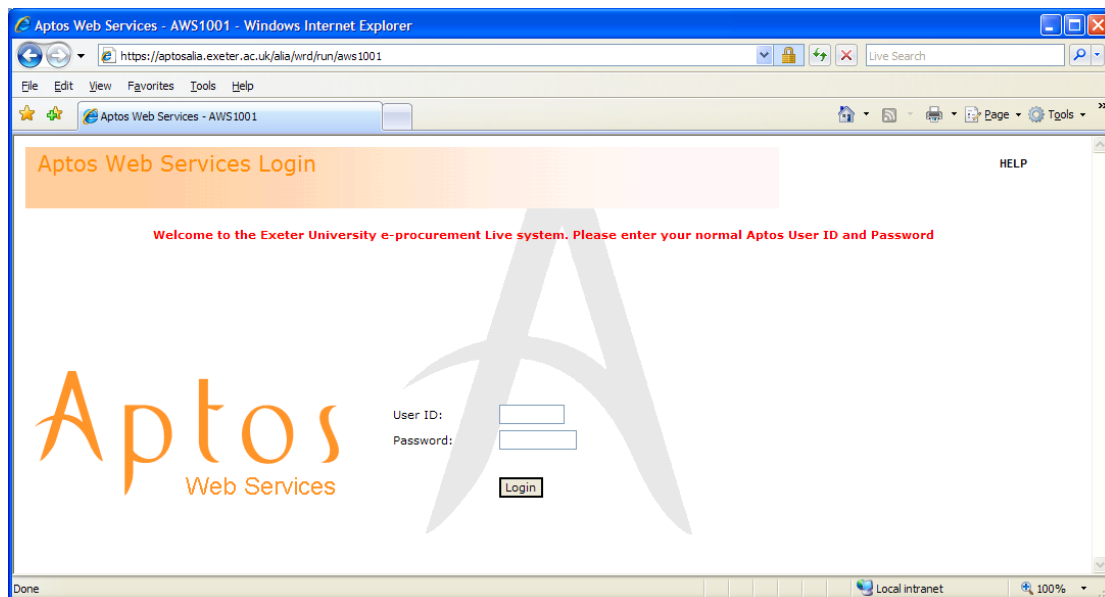 Aptos Web Services - AWS1001 - Windows Internet Explorer
https://aptosalia.exeter.ac.uk/alia/wrd/run/aws1001
Live Search
File Edit View Favorites Tools Help
Aptos Web Services - AWS1001
Page Tools
Aptos Web Services Login
HELP
Welcome to the Exeter University e-procurement Live system. Please enter your normal Aptos User ID and Password
Aptos
Web Services
User ID:
Password:
Login
Done
Local intranet
100%